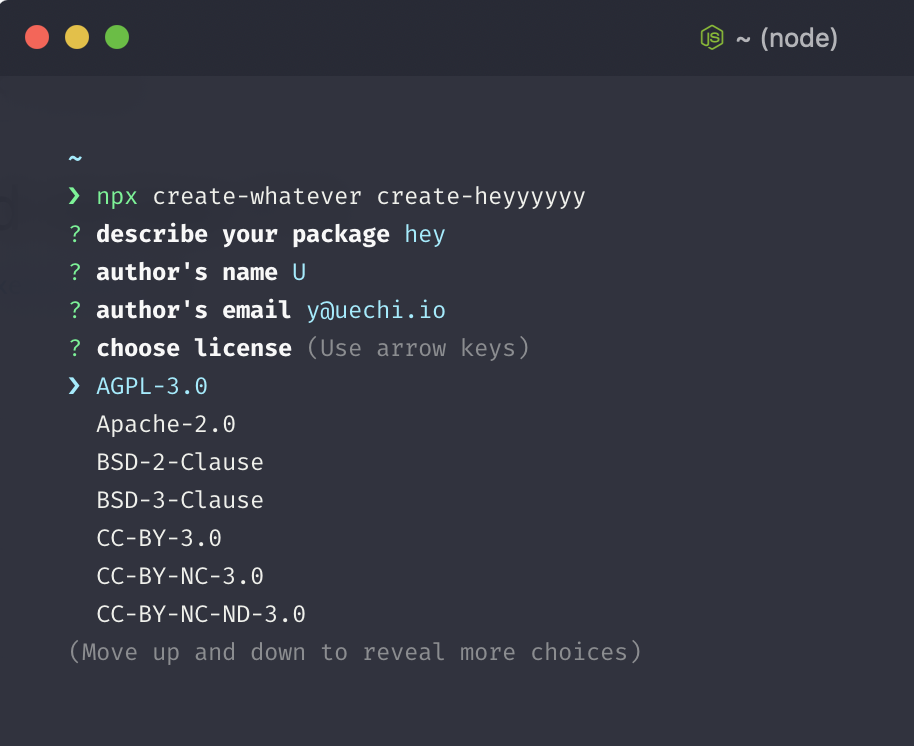 JS ~ (node)
~
❯ npx create-whatever create-heyyyyyy
? describe your package hey
? author's name U
? author's email y@uechi.io
? choose license (Use arrow keys)
❯ AGPL-3.0
Apache-2.0
BSD-2-Clause
BSD-3-Clause
CC-BY-3.0
CC-BY-NC-3.0
CC-BY-NC-ND-3.0
(Move up and down to reveal more choices)